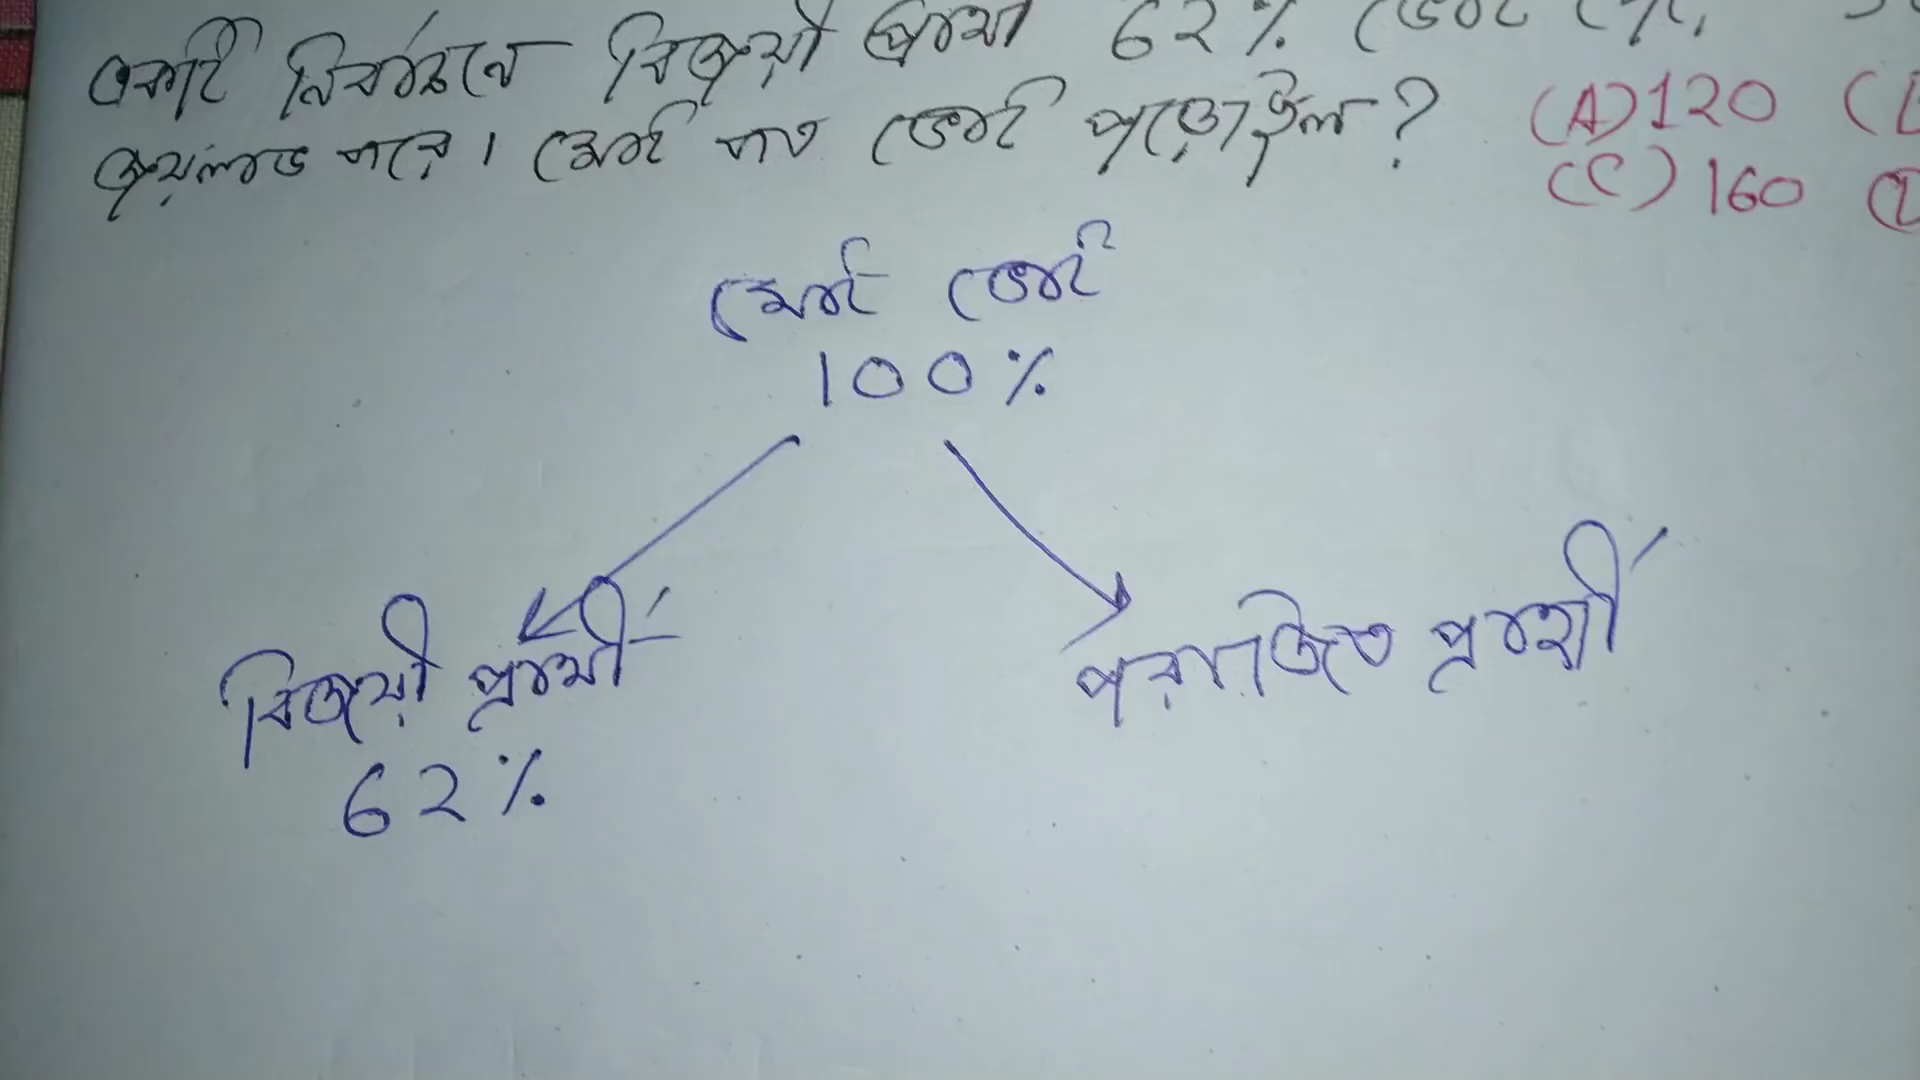 একটি নির্বাচনে বিজয়ী প্রার্থী 62% ভোট
জয়লাভ করে। মোট কত ভোট পড়েছিল? (A) 120
(C) 160
মোট ভোট
100%
বিজয়ী প্রার্থী পরাজিত প্রার্থী
62%